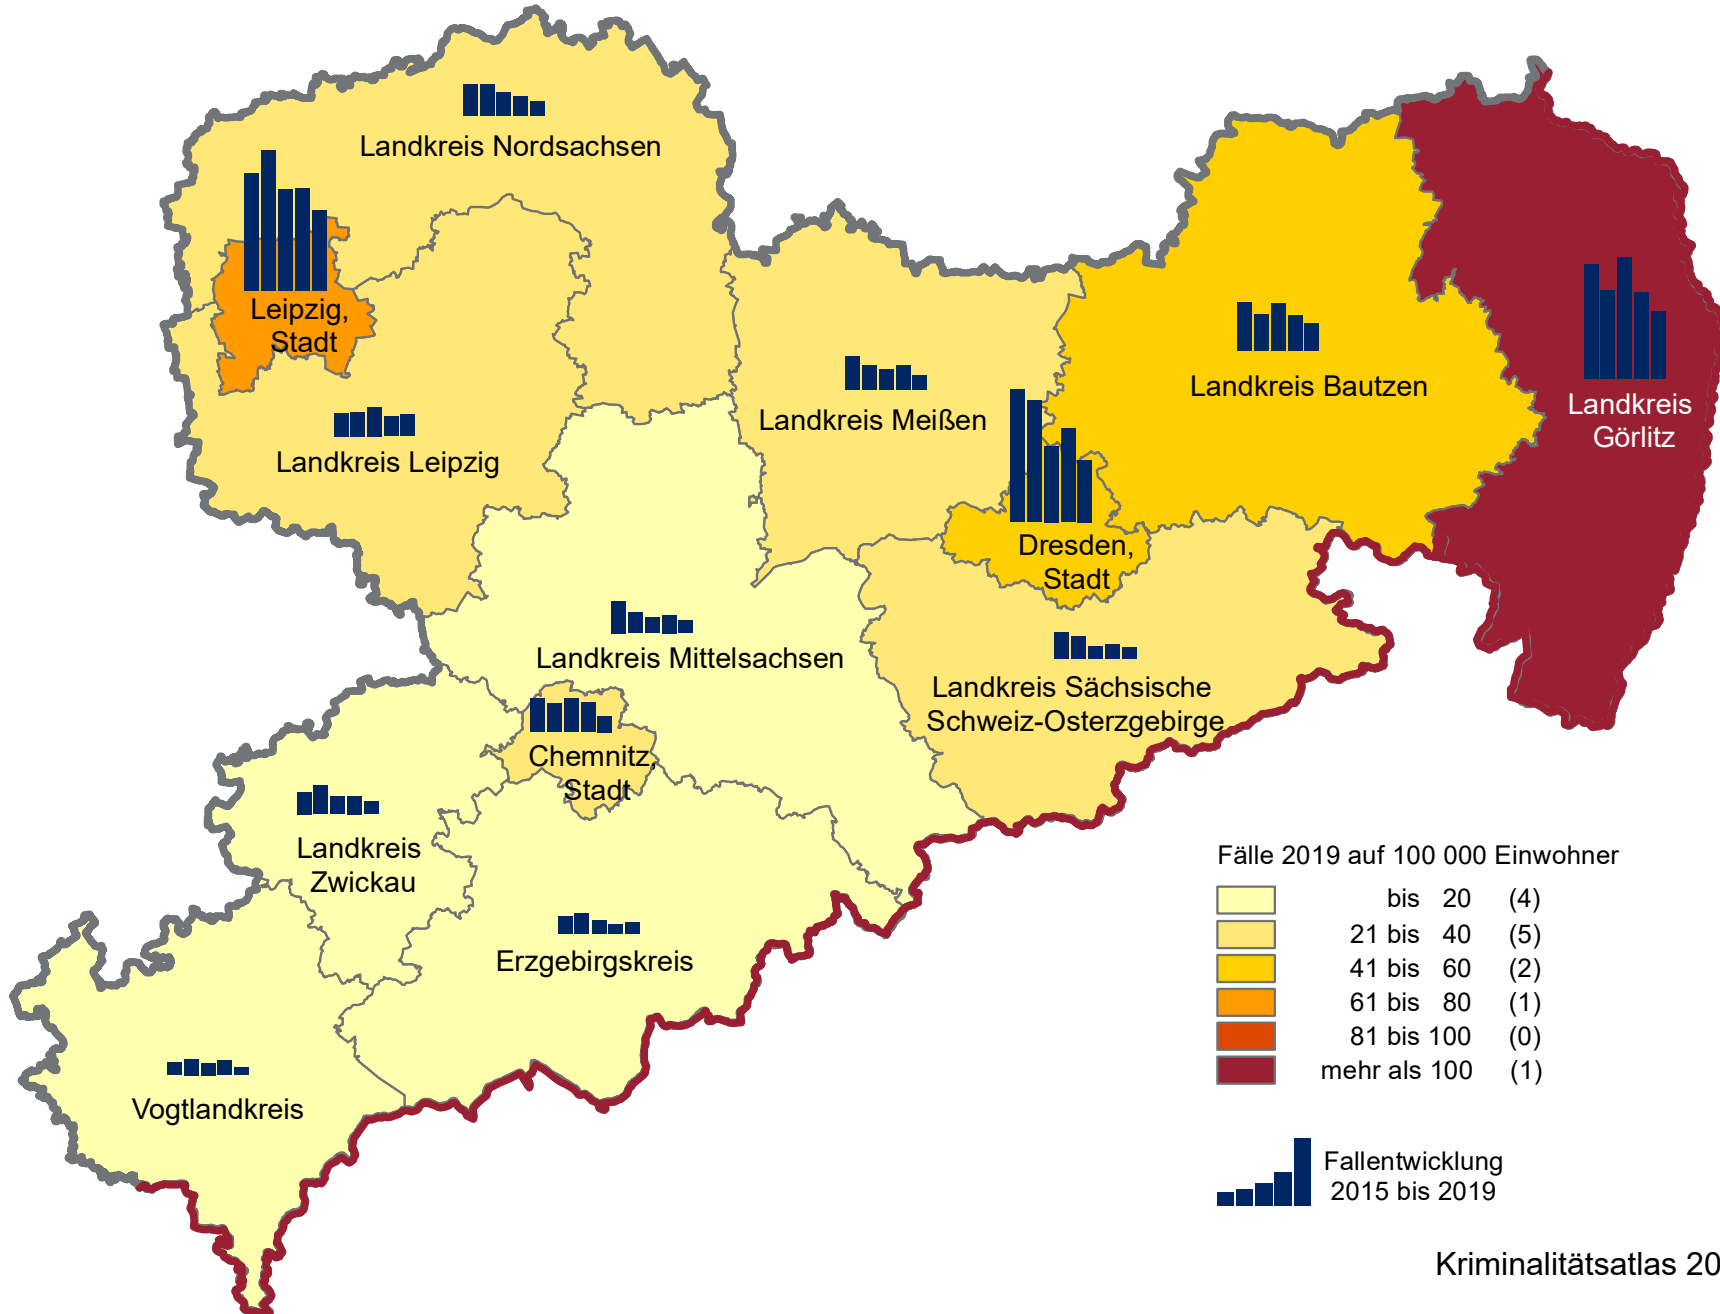 Landkreis Nordsachsen
Leipzig,
Stadt
Landkreis Leipzig
Landkreis Meißen
Landkreis Bautzen
Landkreis
Görlitz
Dresden,
Stadt
Landkreis Mittelsachsen
Landkreis Sächsische
Schweiz-Osterzgebirge
Chemnitz,
Stadt
Landkreis
Zwickau
Erzgebirgskreis
Vogtlandkreis
Fälle 2019 auf 100 000 Einwohner
bis 20 (4)
21 bis 40 (5)
41 bis 60 (2)
61 bis 80 (1)
81 bis 100 (0)
mehr als 100 (1)
Fallentwicklung
2015 bis 2019
Kriminalitätsatlas 20